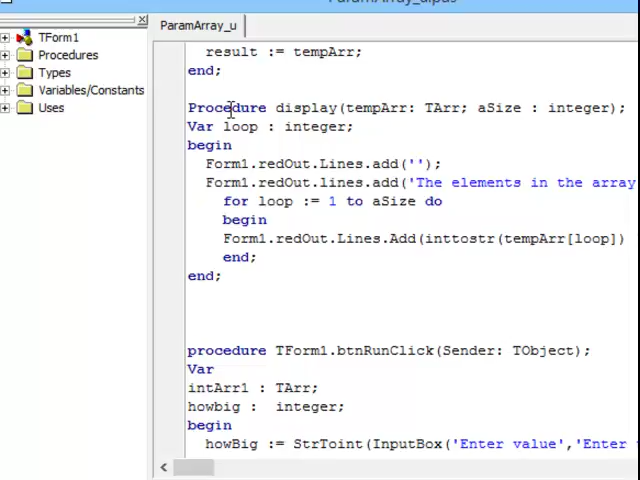 ParamArray_u
TForm1
Procedures
Types
Variables/Constants
Uses
result := tempArr;
end;
Procedure display(tempArr: TArr; aSize : integer);
Var loop : integer;
begin
Form1.redOut.Lines.add('');
Form1.redOut.lines.add('The elements in the array
for loop := 1 to aSize do
begin
Form1.redOut.Lines.Add(inttostr(tempArr[loop])
end;
end;
procedure TForm1.btnRunClick(Sender: TObject);
Var
intArr1 : TArr;
howbig : integer;
begin
howBig := StrToint(InputBox('Enter value','Enter